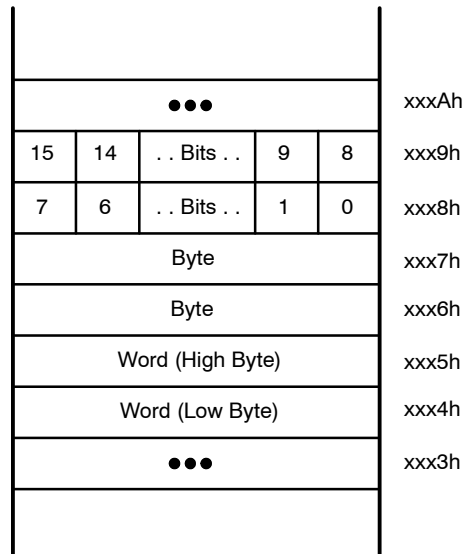 ●●● xxxAh
15 14 . . Bits . . 9 8 xxx9h
7 6 . . Bits . . 1 0 xxx8h
Byte xxx7h
Byte xxx6h
Word (High Byte) xxx5h
Word (Low Byte) xxx4h
●●● xxx3h